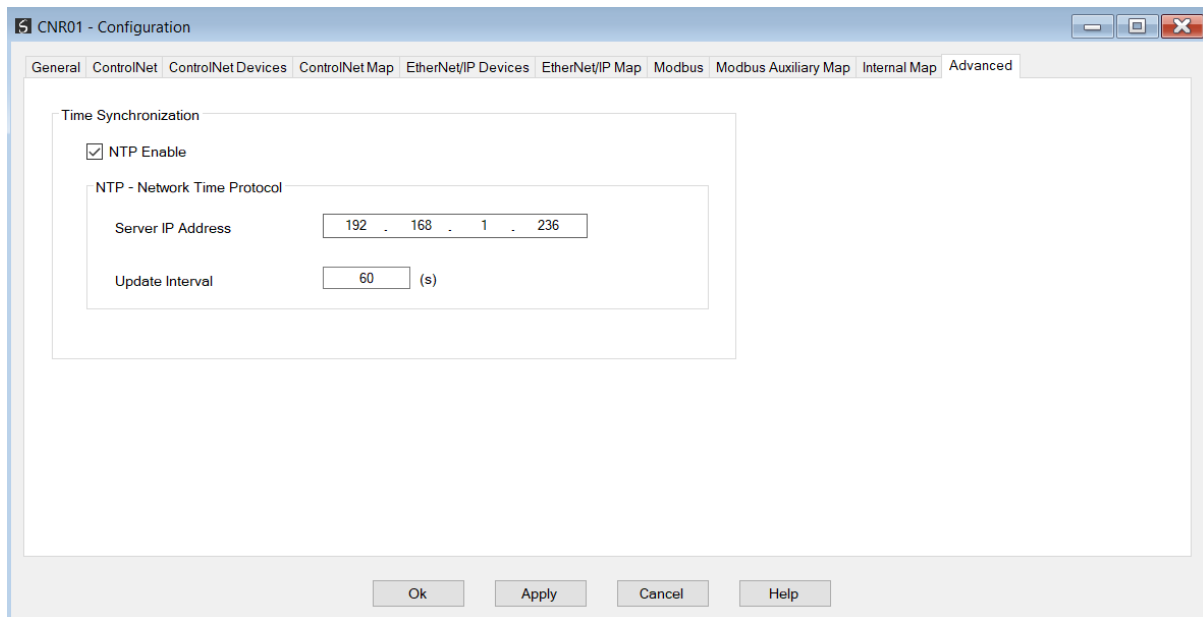 CNR01 - Configuration
General ControlNet ControlNet Devices ControlNet Map EtherNet/IP Devices EtherNet/IP Map Modbus Modbus Auxiliary Map Internal Map Advanced
Time Synchronization
NTP Enable
NTP - Network Time Protocol
Server IP Address 192 . 168 . 1 . 236
Update Interval 60 (s)
Ok Apply Cancel Help